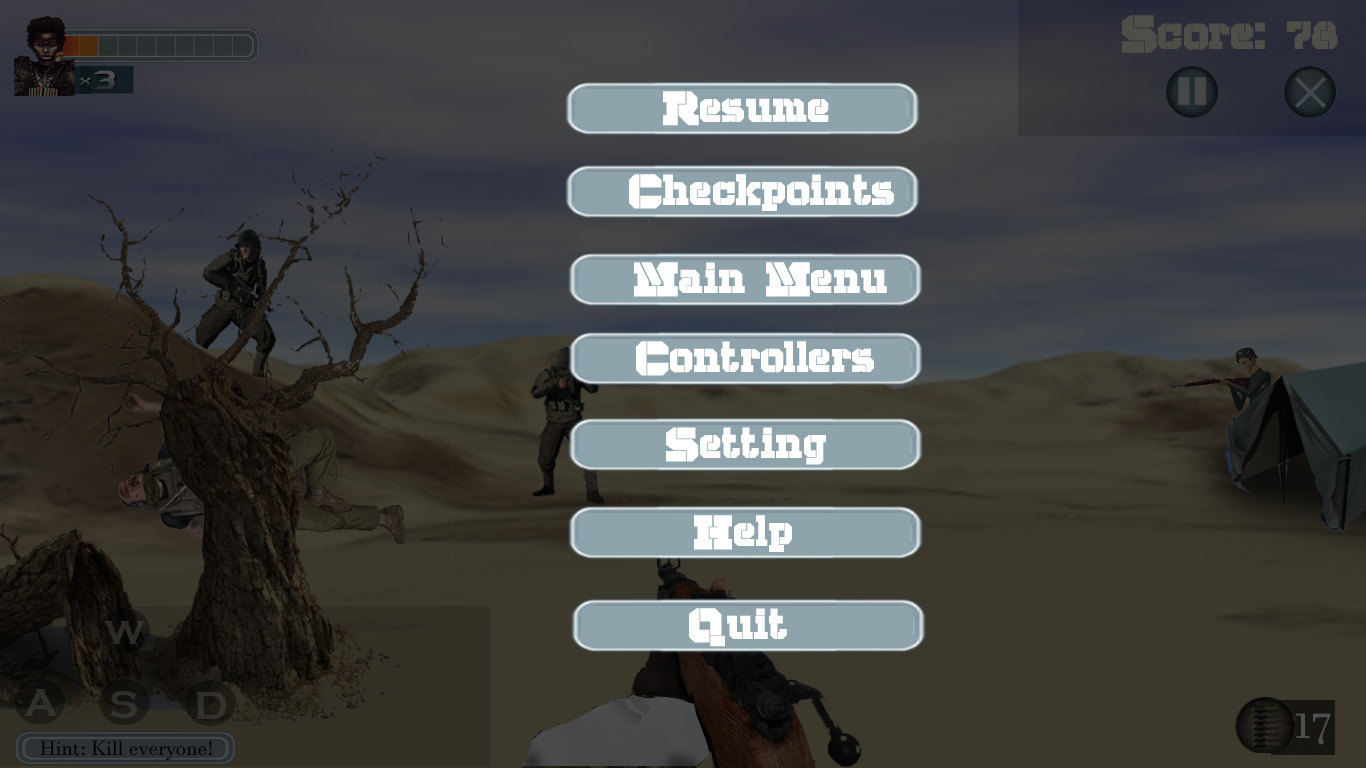 Score: 78
×3
Resume
Checkpoints
Main Menu
Controllers
Setting
Help
Quit
W
A S D
Hint: Kill everyone!
17